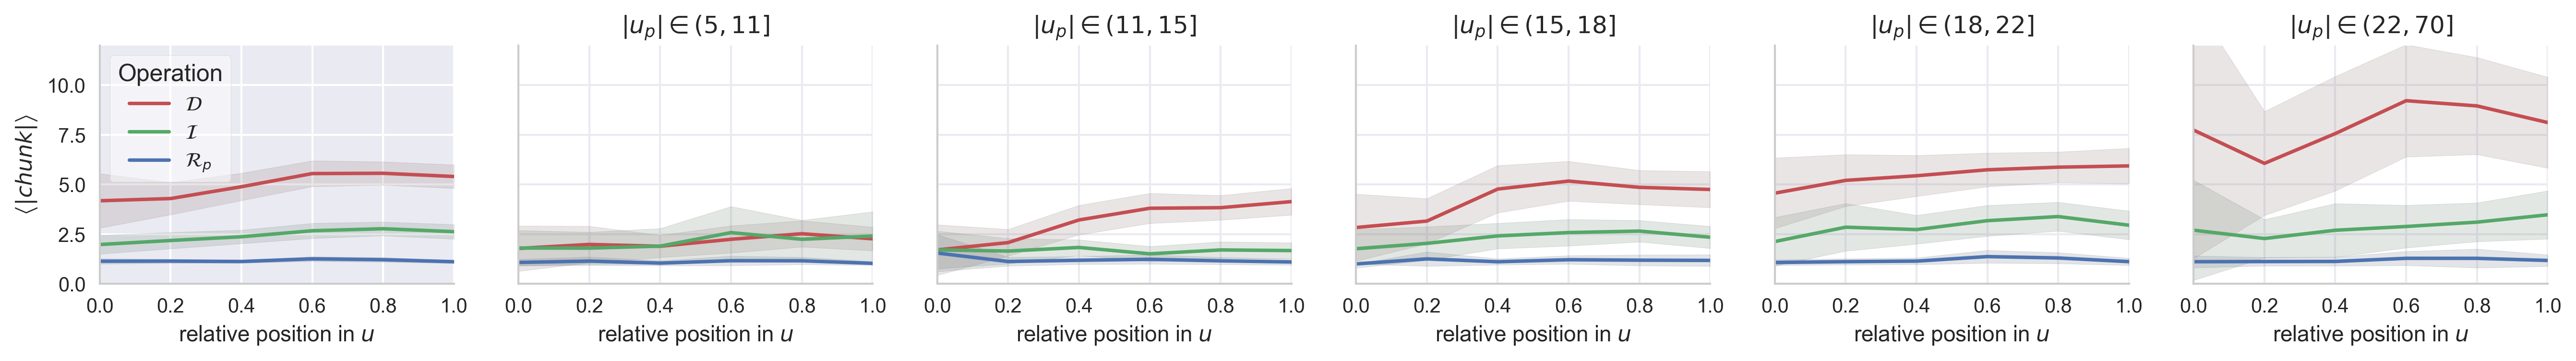 |u_p| ∈ (5, 11]
|u_p| ∈ (11, 15]
|u_p| ∈ (15, 18]
|u_p| ∈ (18, 22]
|u_p| ∈ (22, 70]
⟨|chunk|⟩
10.0
7.5
5.0
2.5
0.0
Operation
𝒟
ℐ
ℛ_p
0.0 0.2 0.4 0.6 0.8 1.0
relative position in u
0.0 0.2 0.4 0.6 0.8 1.0
relative position in u
0.0 0.2 0.4 0.6 0.8 1.0
relative position in u
0.0 0.2 0.4 0.6 0.8 1.0
relative position in u
0.0 0.2 0.4 0.6 0.8 1.0
relative position in u
0.0 0.2 0.4 0.6 0.8 1.0
relative position in u